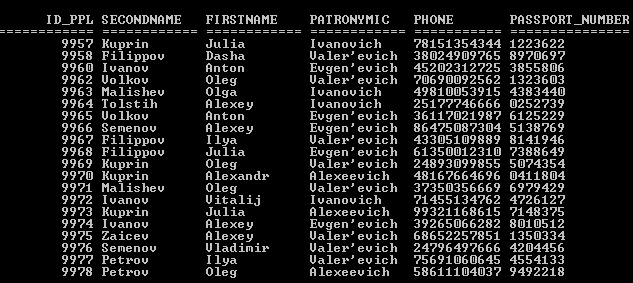 ID_PPL SECONDNAME FIRSTNAME PATRONYMIC PHONE PASSPORT_NUMBER
============ ============ ============ ============ ============ ===============
9957 Kuprin Julia Ivanovich 78151354344 1223622
9958 Filippov Dasha Valer'evich 38024909765 8970697
9960 Ivanov Anton Evgen'evich 45202312725 3855806
9962 Volkov Oleg Valer'evich 70690092562 1323603
9963 Malishev Olga Ivanovich 49810053915 4383440
9964 Tolstih Alexey Ivanovich 25177746666 0252739
9965 Volkov Anton Evgen'evich 36117021987 6125229
9966 Semenov Alexey Evgen'evich 86475087304 5138769
9967 Filippov Ilya Valer'evich 43305109889 8141946
9968 Filippov Julia Evgen'evich 61350012310 7388649
9969 Kuprin Oleg Valer'evich 24893099855 5074354
9970 Kuprin Alexandr Alexeevich 48167664696 0411804
9971 Malishev Oleg Valer'evich 37350356669 6979429
9972 Ivanov Vitalij Ivanovich 71455134762 4726127
9973 Kuprin Julia Alexeevich 99321168615 7148375
9974 Ivanov Alexey Evgen'evich 39265066282 8010512
9975 Zaicev Alexey Valer'evich 68652257851 1350334
9976 Semenov Vladimir Valer'evich 24796497666 4204456
9977 Petrov Ilya Valer'evich 75691060645 4554133
9978 Petrov Oleg Alexeevich 58611104037 9492218